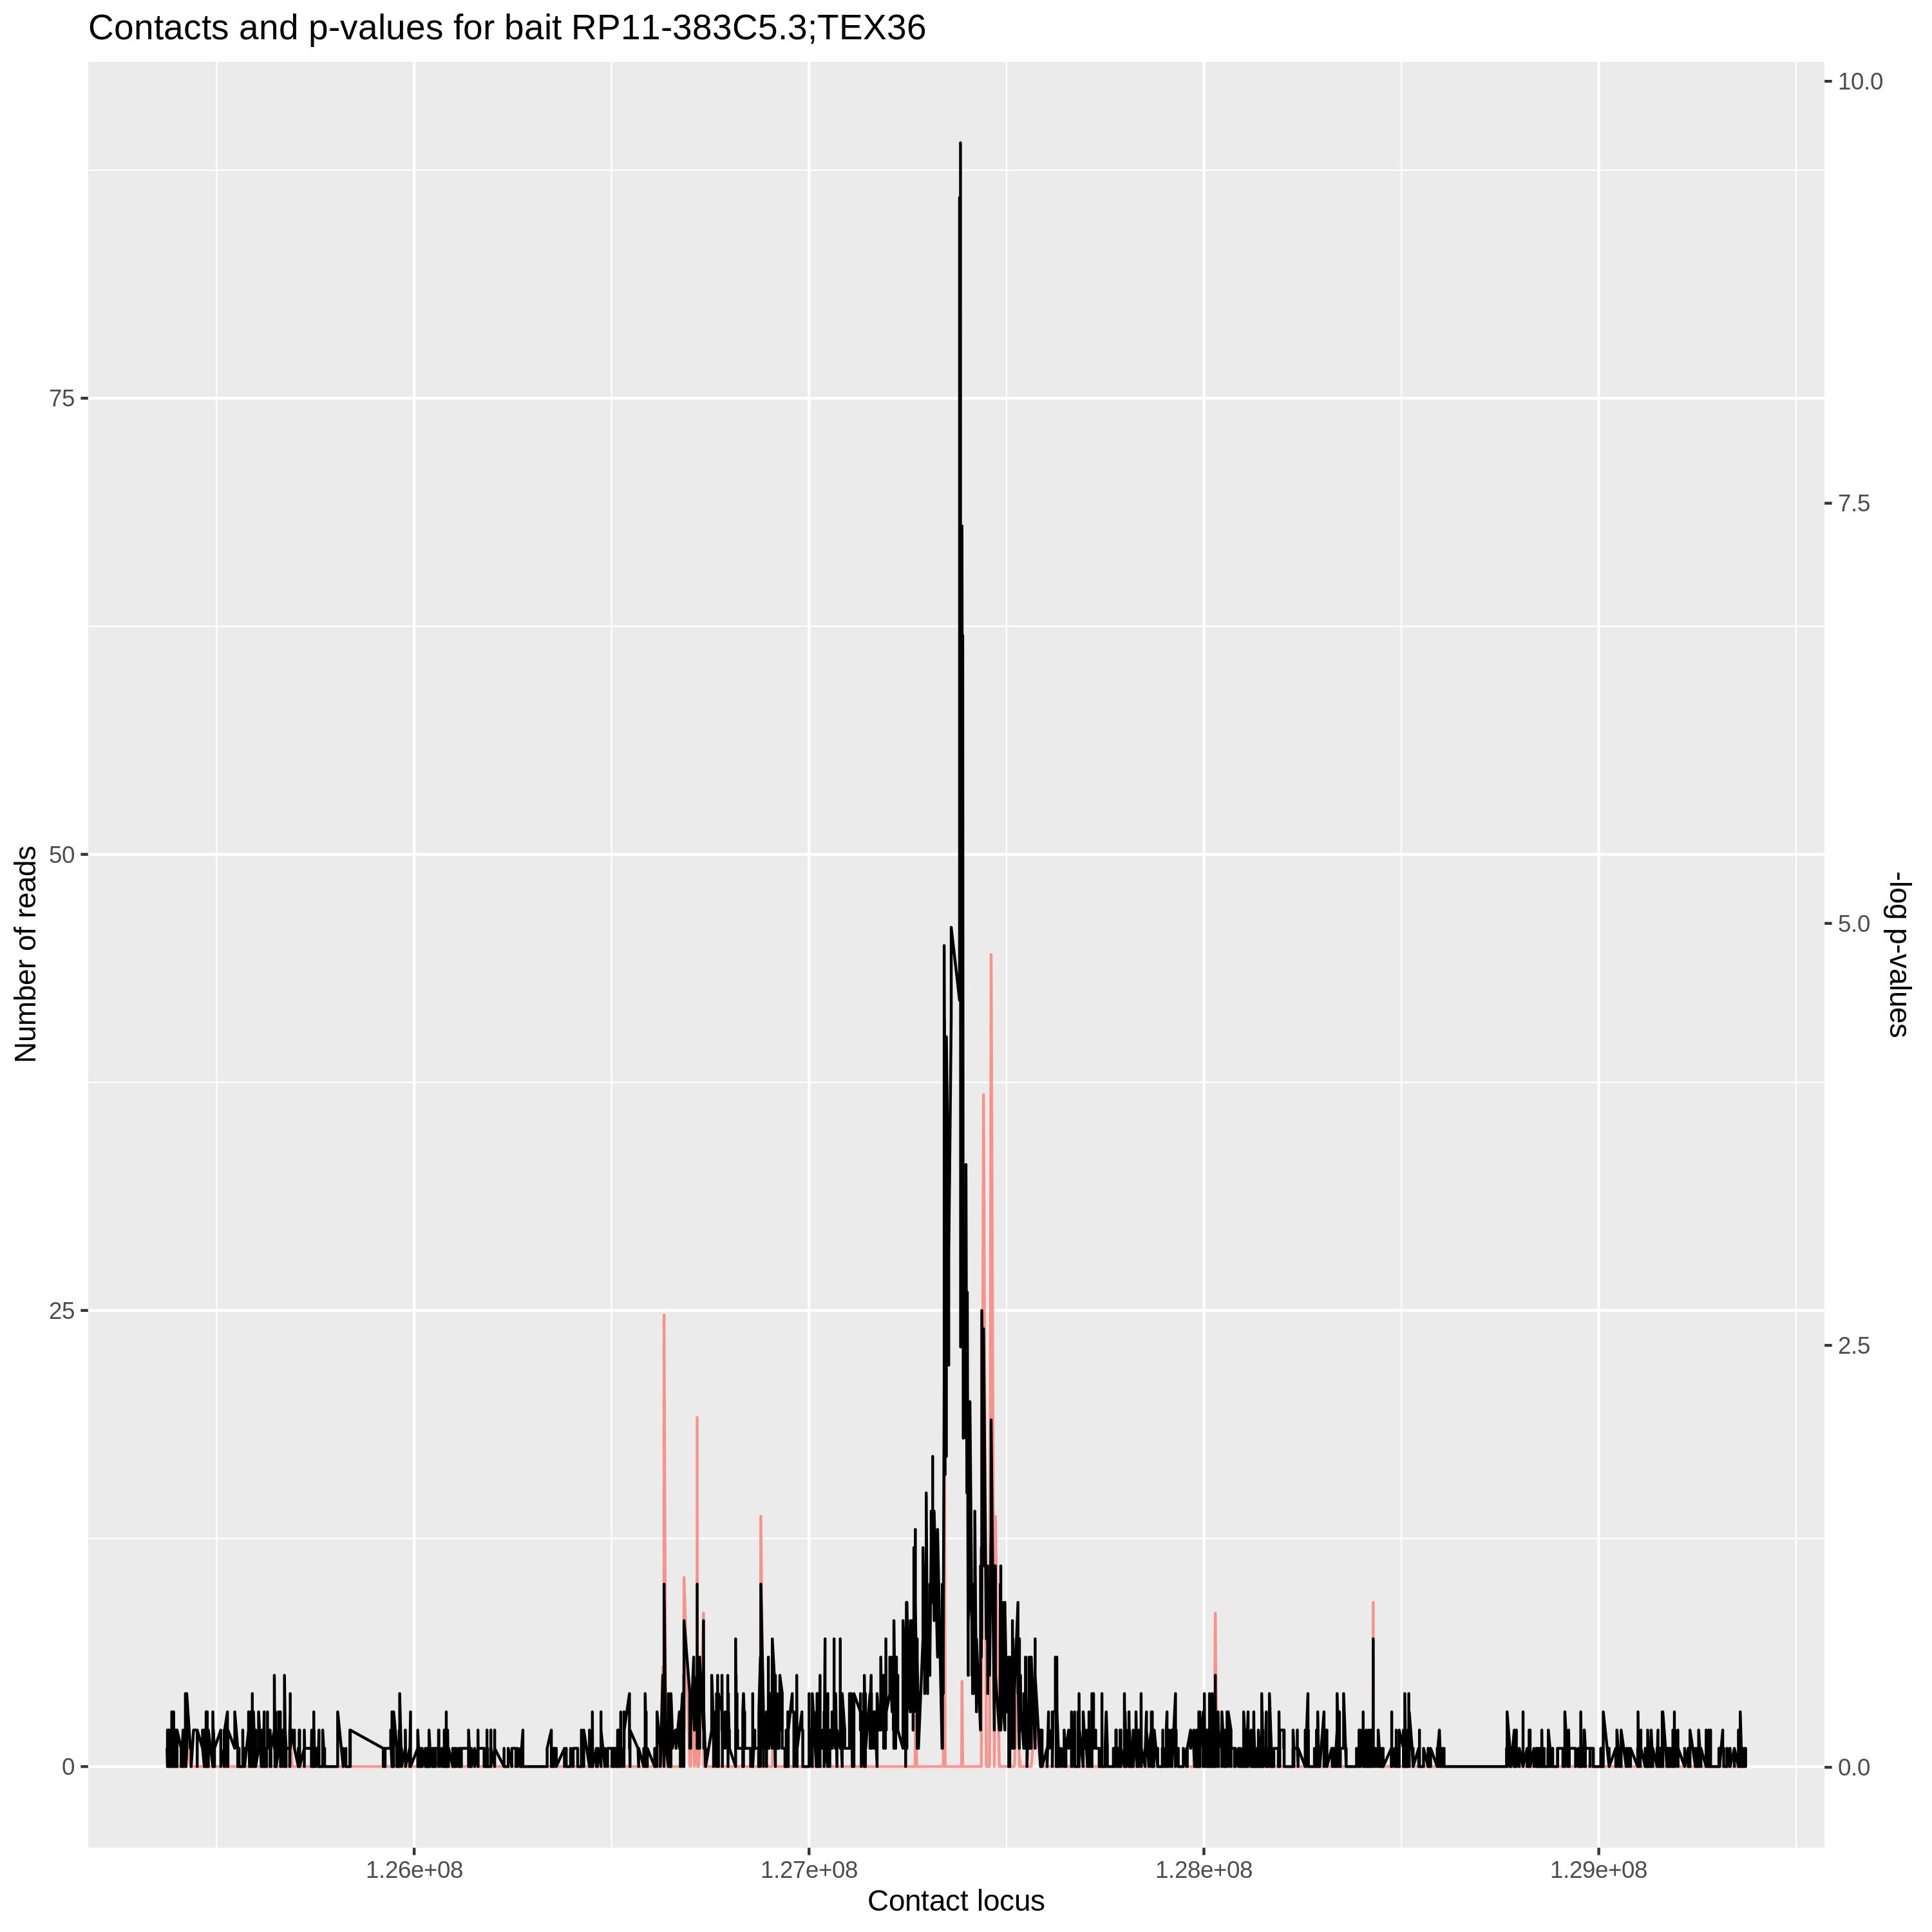 Contacts and p-values for bait RP11-383C5.3;TEX36
10.0
75
7.5
50
5.0
Number of reads
-log p-values
25
2.5
0
0.0
1.26e+08
1.27e+08
1.28e+08
1.29e+08
Contact locus